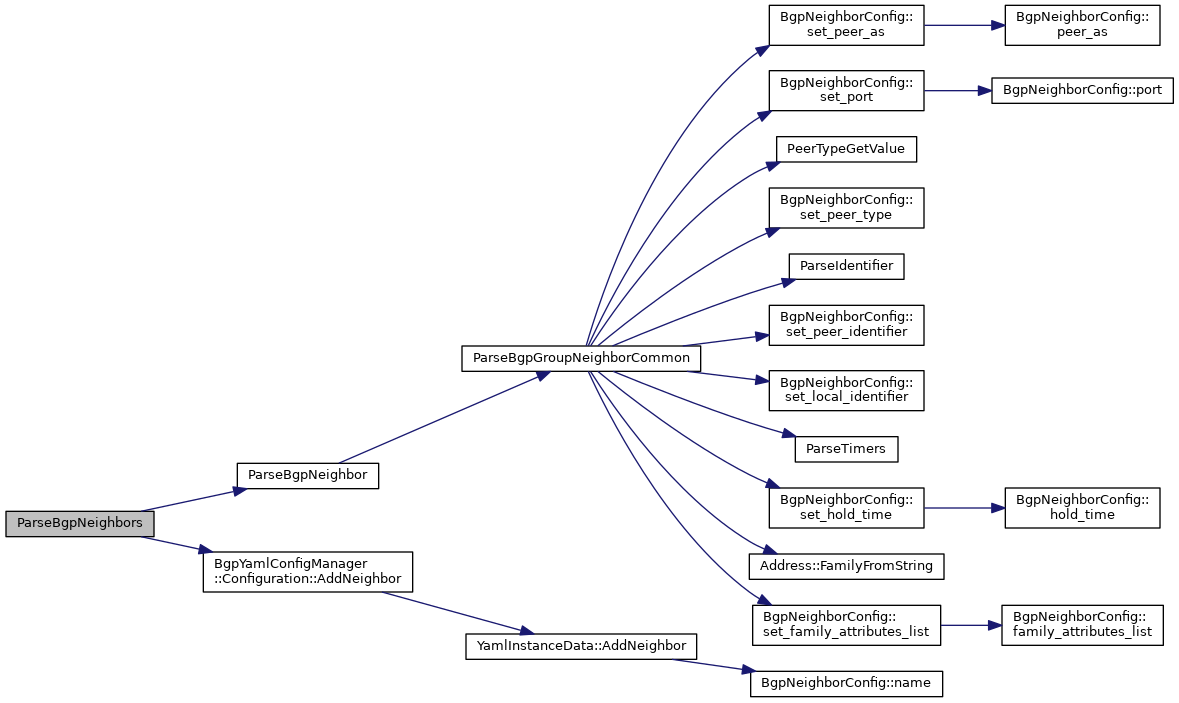 BgpNeighborConfig::
set_peer_as
BgpNeighborConfig::
peer_as
BgpNeighborConfig::
set_port
BgpNeighborConfig::port
PeerTypeGetValue
BgpNeighborConfig::
set_peer_type
ParseIdentifier
BgpNeighborConfig::
set_peer_identifier
ParseBgpGroupNeighborCommon
BgpNeighborConfig::
set_local_identifier
ParseTimers
ParseBgpNeighbor
BgpNeighborConfig::
set_hold_time
BgpNeighborConfig::
hold_time
ParseBgpNeighbors
BgpYamlConfigManager
::Configuration::AddNeighbor
Address::FamilyFromString
BgpNeighborConfig::
set_family_attributes_list
BgpNeighborConfig::
family_attributes_list
YamlInstanceData::AddNeighbor
BgpNeighborConfig::name